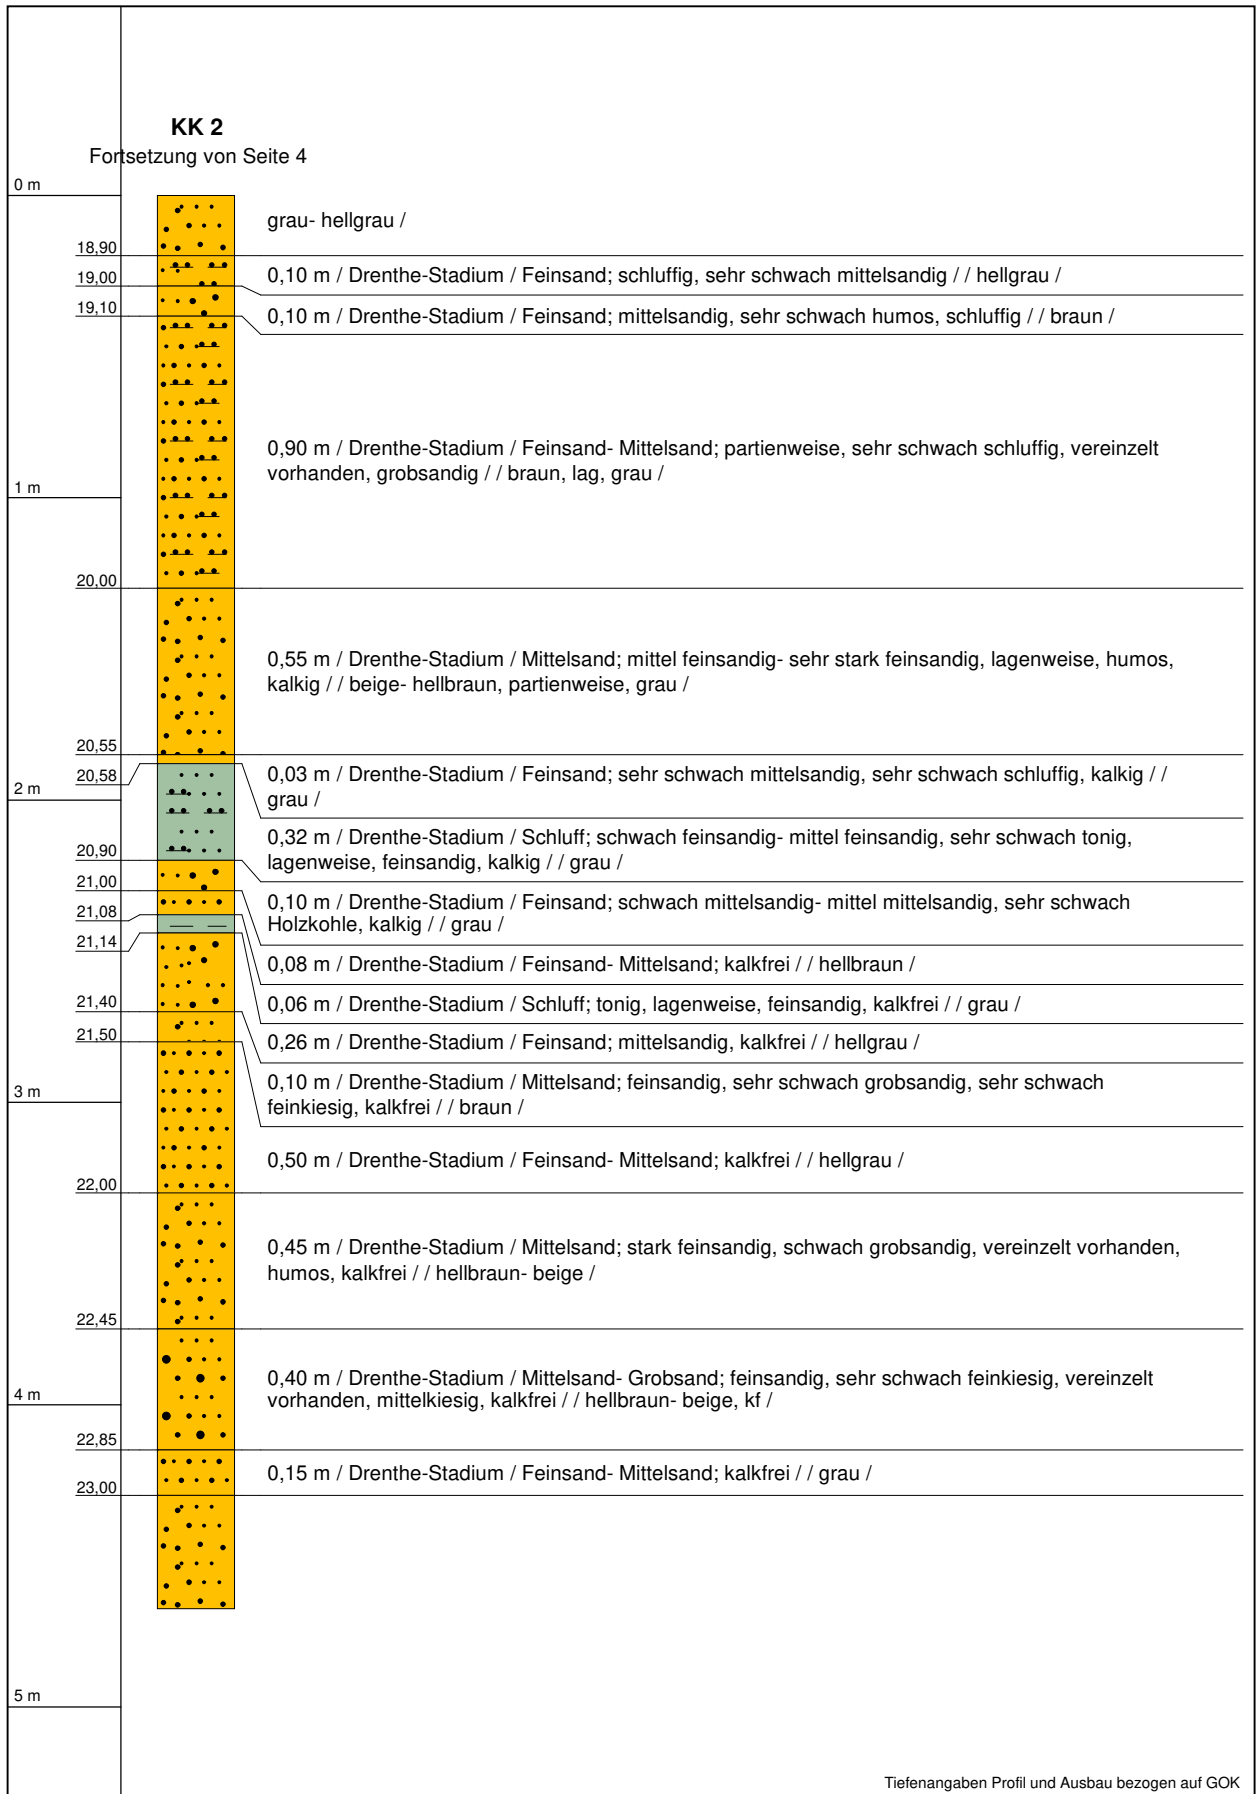 KK 2
Fortsetzung von Seite 4
0 m
grau- hellgrau /
18,90
0,10 m / Drenthe-Stadium / Feinsand; schluffig, sehr schwach mittelsandig / / hellgrau /
19,00
0,10 m / Drenthe-Stadium / Feinsand; mittelsandig, sehr schwach humos, schluffig / / braun /
19,10
0,90 m / Drenthe-Stadium / Feinsand- Mittelsand; partienweise, sehr schwach schluffig, vereinzelt
vorhanden, grobsandig / / braun, lag, grau /
1 m
20,00
0,55 m / Drenthe-Stadium / Mittelsand; mittel feinsandig- sehr stark feinsandig, lagenweise, humos,
kalkig / / beige- hellbraun, partienweise, grau /
20,55
0,03 m / Drenthe-Stadium / Feinsand; sehr schwach mittelsandig, sehr schwach schluffig, kalkig / /
grau /
20,58
2 m
0,32 m / Drenthe-Stadium / Schluff; schwach feinsandig- mittel feinsandig, sehr schwach tonig,
lagenweise, feinsandig, kalkig / / grau /
20,90
21,00
0,10 m / Drenthe-Stadium / Feinsand; schwach mittelsandig- mittel mittelsandig, sehr schwach
Holzkohle, kalkig / / grau /
21,08
21,14
0,08 m / Drenthe-Stadium / Feinsand- Mittelsand; kalkfrei / / hellbraun /
0,06 m / Drenthe-Stadium / Schluff; tonig, lagenweise, feinsandig, kalkfrei / / grau /
21,40
21,50
0,26 m / Drenthe-Stadium / Feinsand; mittelsandig, kalkfrei / / hellgrau /
0,10 m / Drenthe-Stadium / Mittelsand; feinsandig, sehr schwach grobsandig, sehr schwach
feinkiesig, kalkfrei / / braun /
3 m
0,50 m / Drenthe-Stadium / Feinsand- Mittelsand; kalkfrei / / hellgrau /
22,00
0,45 m / Drenthe-Stadium / Mittelsand; stark feinsandig, schwach grobsandig, vereinzelt vorhanden,
humos, kalkfrei / / hellbraun- beige /
22,45
0,40 m / Drenthe-Stadium / Mittelsand- Grobsand; feinsandig, sehr schwach feinkiesig, vereinzelt
vorhanden, mittelkiesig, kalkfrei / / hellbraun- beige, kf /
4 m
22,85
0,15 m / Drenthe-Stadium / Feinsand- Mittelsand; kalkfrei / / grau /
23,00
5 m
Tiefenangaben Profil und Ausbau bezogen auf GOK